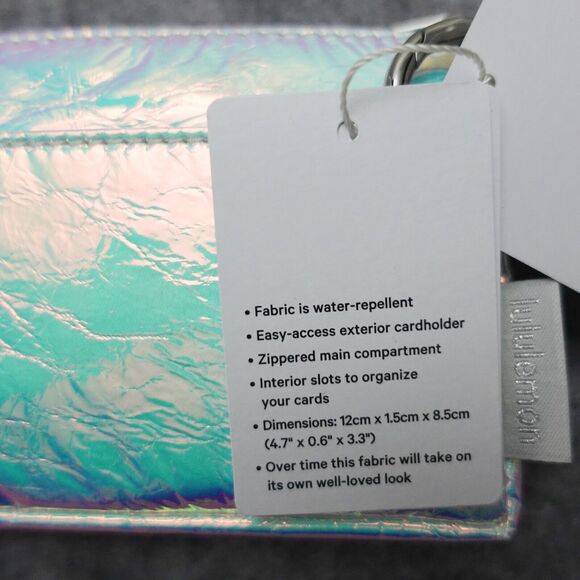 • Fabric is water-repellent
• Easy-access exterior cardholder
• Zippered main compartment
• Interior slots to organize
your cards
• Dimensions: 12cm x 1.5cm x 8.5cm
(4.7" x 0.6" x 3.3")
• Over time this fabric will take on
its own well-loved look
lululemon